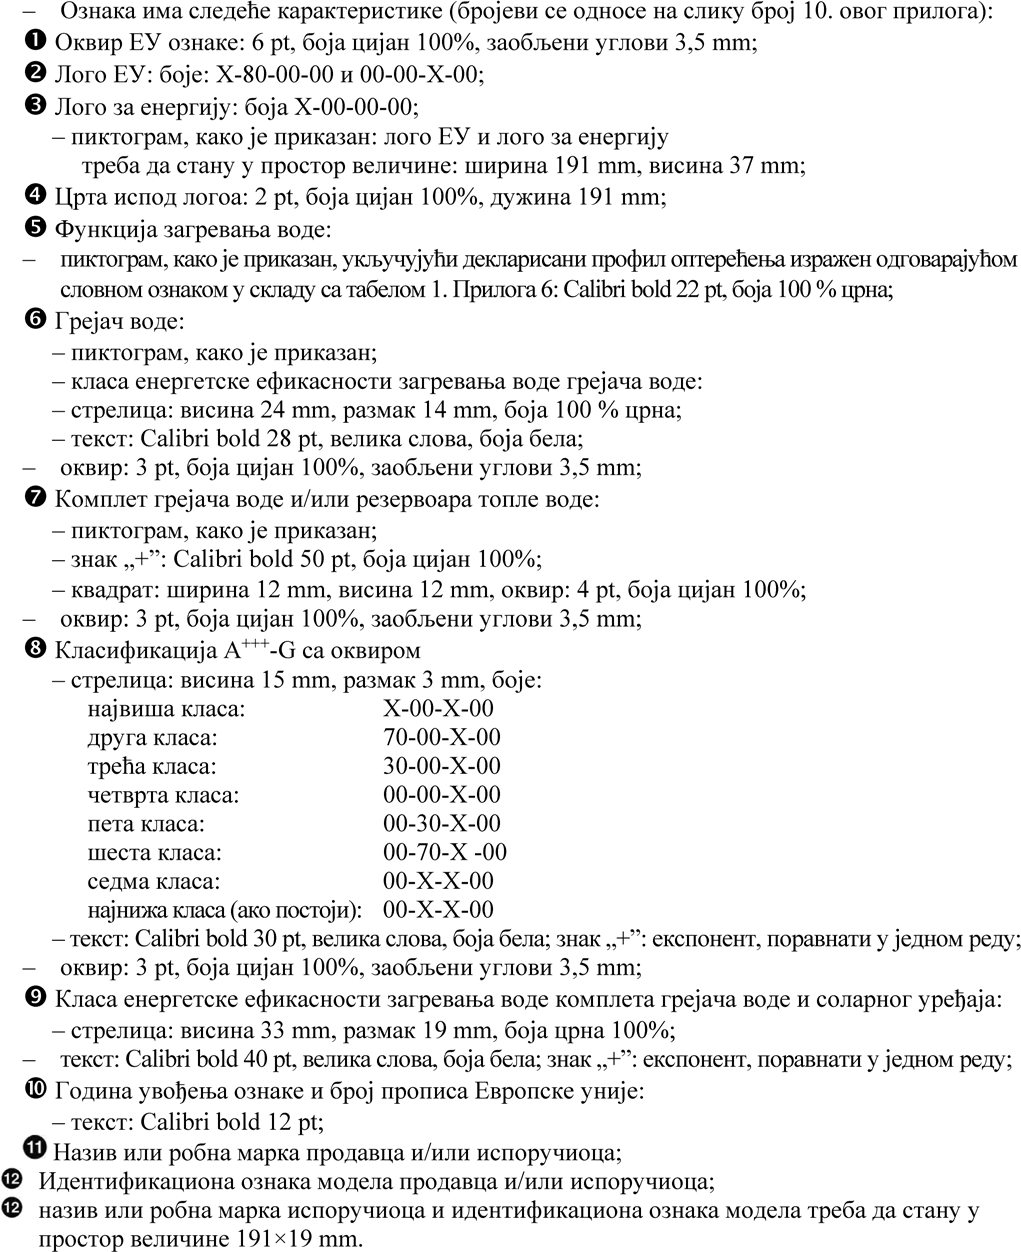 – Ознака има следеће карактеристике (бројеви се односе на слику број 10. овог прилога):
❶ Оквир ЕУ ознаке: 6 pt, боја цијан 100%, заобљени углови 3,5 mm;
❷ Лого ЕУ: боје: X-80-00-00 и 00-00-X-00;
❸ Лого за енергију: боја X-00-00-00;
– пиктограм, како је приказан: лого ЕУ и лого за енергију
треба да стану у простор величине: ширина 191 mm, висина 37 mm;
❹ Црта испод логоа: 2 pt, боја цијан 100%, дужина 191 mm;
❺ Функција загревања воде:
– пиктограм, како је приказан, укључујући декларисани профил оптерећења изражен одговарајућом
словном ознаком у складу са табелом 1. Прилога 6: Calibri bold 22 pt, боја 100 % црна;
❻ Грејач воде:
– пиктограм, како је приказан;
– класа енергетске ефикасности загревања воде грејача воде:
– стрелица: висина 24 mm, размак 14 mm, боја 100 % црна;
– текст: Calibri bold 28 pt, велика слова, боја бела;
– оквир: 3 pt, боја цијан 100%, заобљени углови 3,5 mm;
❼ Комплет грејача воде и/или резервоара топле воде:
– пиктограм, како је приказан;
– знак „+”: Calibri bold 50 pt, боја цијан 100%;
– квадрат: ширина 12 mm, висина 12 mm, оквир: 4 pt, боја цијан 100%;
– оквир: 3 pt, боја цијан 100%, заобљени углови 3,5 mm;
❽ Класификација A⁺⁺⁺-G са оквиром
– стрелица: висина 15 mm, размак 3 mm, боје:
највиша класа: X-00-X-00
друга класа: 70-00-X-00
трећа класа: 30-00-X-00
четврта класа: 00-00-X-00
пета класа: 00-30-X-00
шеста класа: 00-70-X -00
седма класа: 00-X-X-00
најнижа класа (ако постоји): 00-X-X-00
– текст: Calibri bold 30 pt, велика слова, боја бела; знак „+”: експонент, поравнати у једном реду;
– оквир: 3 pt, боја цијан 100%, заобљени углови 3,5 mm;
❾ Класа енергетске ефикасности загревања воде комплета грејача воде и соларног уређаја:
– стрелица: висина 33 mm, размак 19 mm, боја црна 100%;
– текст: Calibri bold 40 pt, велика слова, боја бела; знак „+”: експонент, поравнати у једном реду;
❿ Година увођења ознаке и број прописа Европске уније:
– текст: Calibri bold 12 pt;
⓫ Назив или робна марка продавца и/или испоручиоца;
⓬ Идентификациона ознака модела продавца и/или испоручиоца;
⓬ назив или робна марка испоручиоца и идентификациона ознака модела треба да стану у
простор величине 191×19 mm.